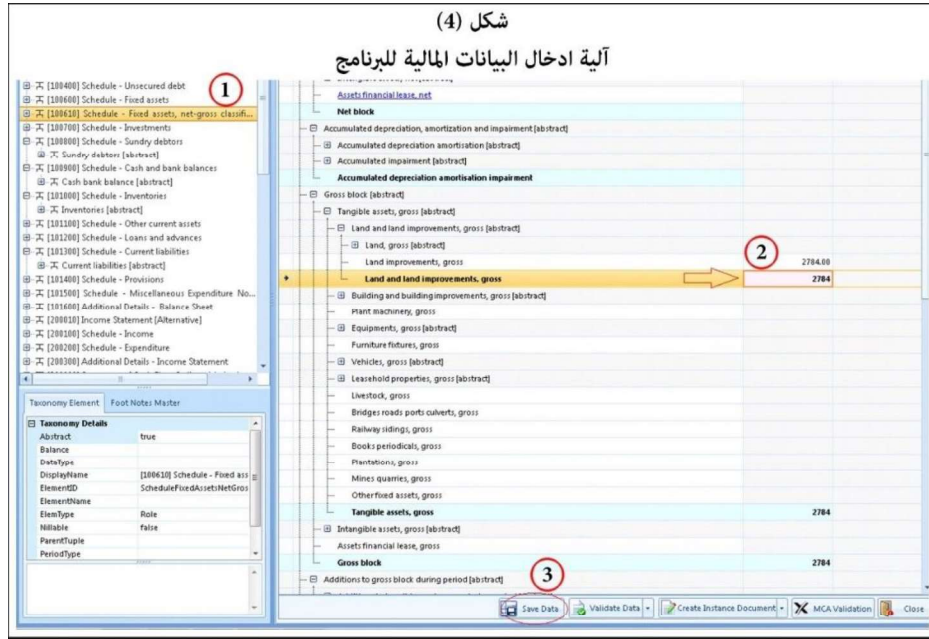 شكل (4)
آلية ادخال البيانات المالية للبرنامج
[100400] Schedule - Unsecured debt
[100600] Schedule - Fixed assets
[100610] Schedule - Fixed assets, net-gross classifi...
[100700] Schedule - Investments
[100800] Schedule - Sundry debtors
Sundry debtors [abstract]
[100900] Schedule - Cash and bank balances
Cash bank balance [abstract]
[101000] Schedule - Inventories
Inventories [abstract]
[101100] Schedule - Other current assets
[101200] Schedule - Loans and advances
[101300] Schedule - Current liabilities
Current liabilities [abstract]
[101400] Schedule - Provisions
[101500] Schedule - Miscellaneous Expenditure No...
[101600] Additional Details - Balance Sheet
[200010] Income Statement [Alternative]
[200100] Schedule - Income
[200200] Schedule - Expenditure
[200300] Additional Details - Income Statement
1
Taxonomy Element Foot Notes Master
Taxonomy Details
Abstract true
Balance
DataType
DisplayName [100610] Schedule - Fixed ass
ElementID ScheduleFixedAssetsNetGros
ElementName
ElemType Role
Nillable false
ParentTuple
PeriodType
Assets financial lease, net
Net block
Accumulated depreciation, amortization and impairment [abstract]
Accumulated depreciation amortisation [abstract]
Accumulated impairment [abstract]
Accumulated depreciation amortisation impairment
Gross block [abstract]
Tangible assets, gross [abstract]
Land and land improvements, gross [abstract]
Land, gross [abstract]
2
Land improvements, gross 2784.00
Land and land improvements, gross 2784
Building and building improvements, gross [abstract]
Plant machinery, gross
Equipments, gross [abstract]
Furniture fixtures, gross
Vehicles, gross [abstract]
Leasehold properties, gross [abstract]
Livestock, gross
Bridges roads ports culverts, gross
Railway sidings, gross
Books periodicals, gross
Plantations, gross
Mines quarries, gross
Other fixed assets, gross
Tangible assets, gross 2784
Intangible assets, gross [abstract]
Assets financial lease, gross
Gross block 2784
Additions to gross block during period [abstract]
3
Save Data Validate Data Create Instance Document MCA Validation Close